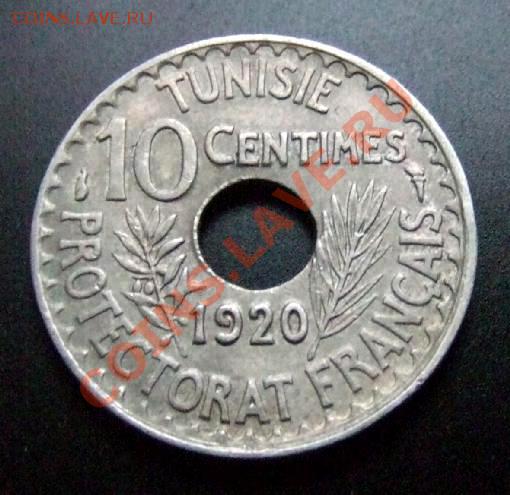 COINS.LAVE.RU
TUNISIE
10 CENTIMES
1920
PROTECTORAT FRANÇAIS
COINS.LAVE.RU